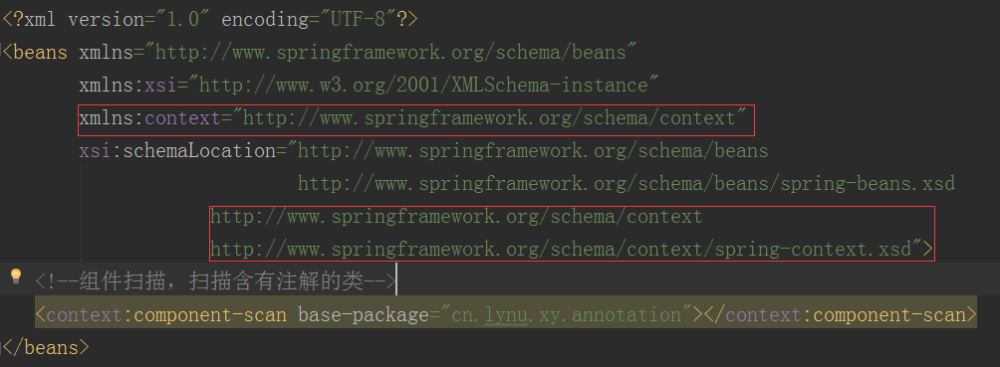 <?xml version="1.0" encoding="UTF-8"?>
<beans xmlns="http://www.springframework.org/schema/beans"
xmlns:xsi="http://www.w3.org/2001/XMLSchema-instance"
xmlns:context="http://www.springframework.org/schema/context"
xsi:schemaLocation="http://www.springframework.org/schema/beans
http://www.springframework.org/schema/beans/spring-beans.xsd
http://www.springframework.org/schema/context
http://www.springframework.org/schema/context/spring-context.xsd">
<!--组件扫描，扫描含有注解的类-->
<context:component-scan base-package="cn.lynu.xy.annotation"></context:component-scan>
</beans>